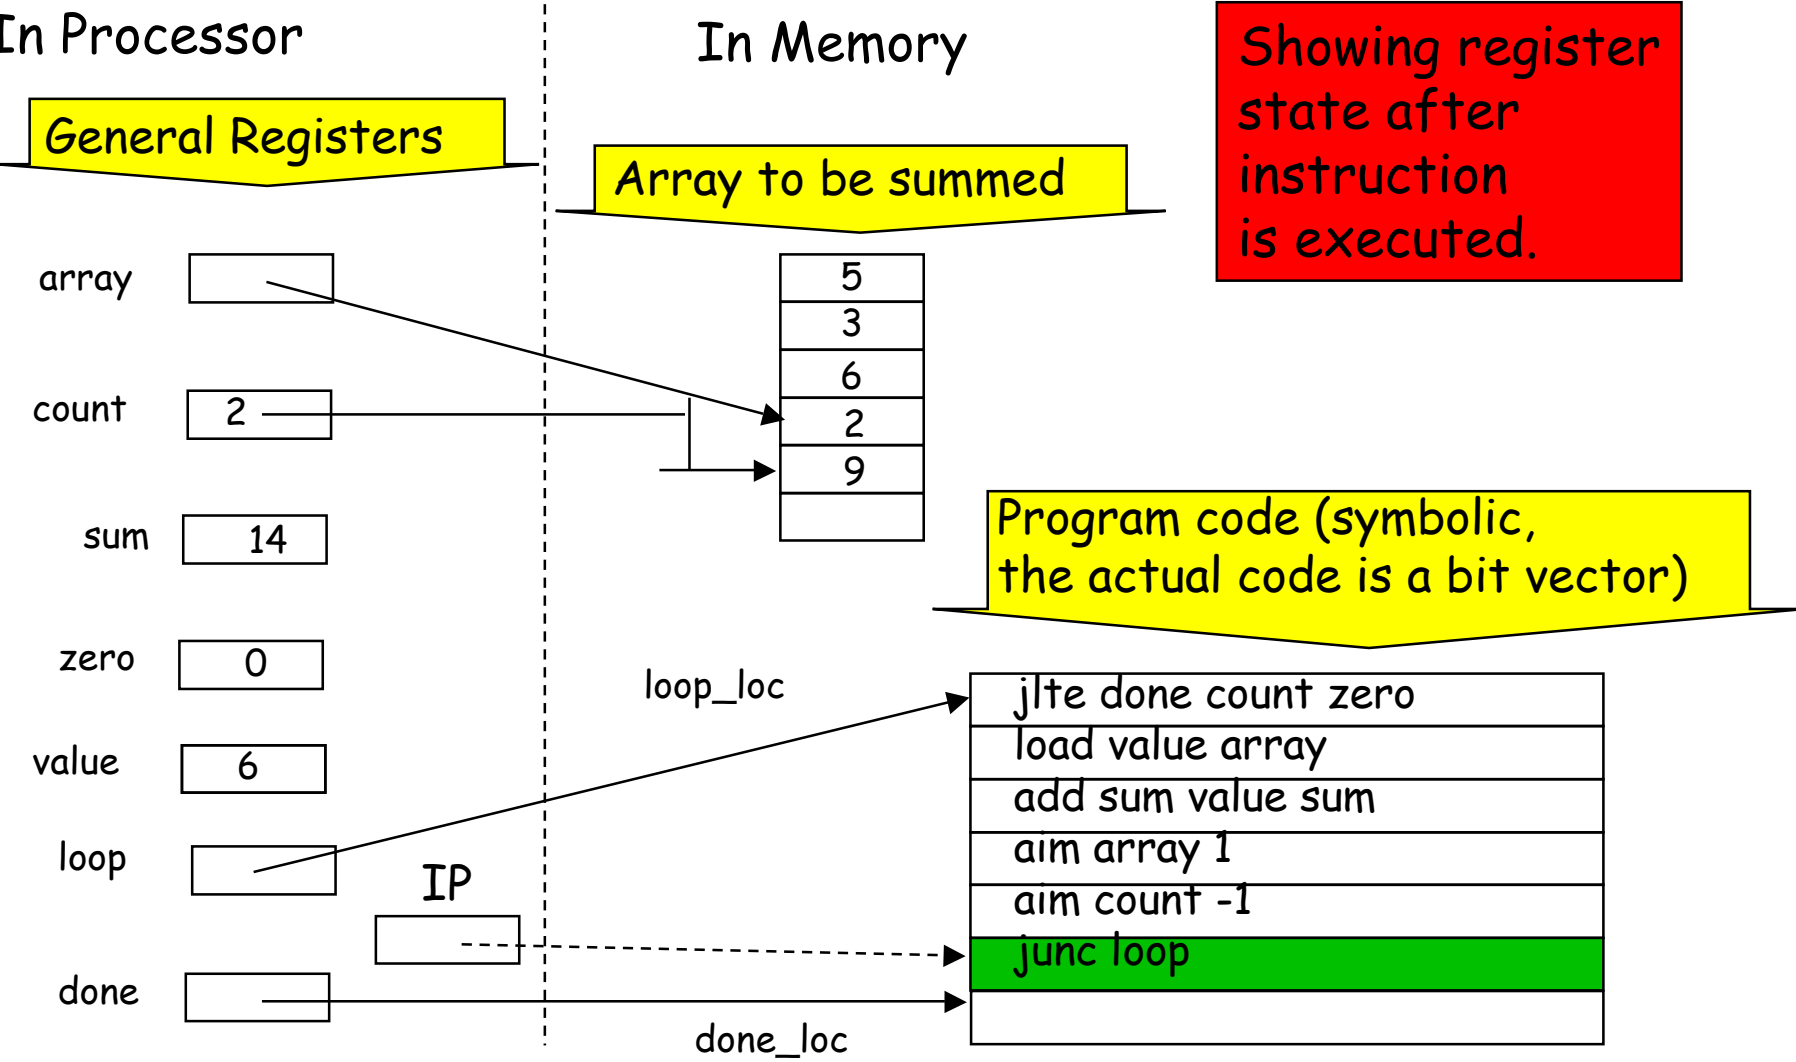 In Processor
In Memory
Showing register
state after
instruction
is executed.
General Registers
Array to be summed
array
5
3
6
count 2
2
9
sum 14
Program code (symbolic,
the actual code is a bit vector)
zero 0
loop_loc
jlte done count zero
load value array
value 6
add sum value sum
aim array 1
loop
IP
aim count -1
junc loop
done
done_loc